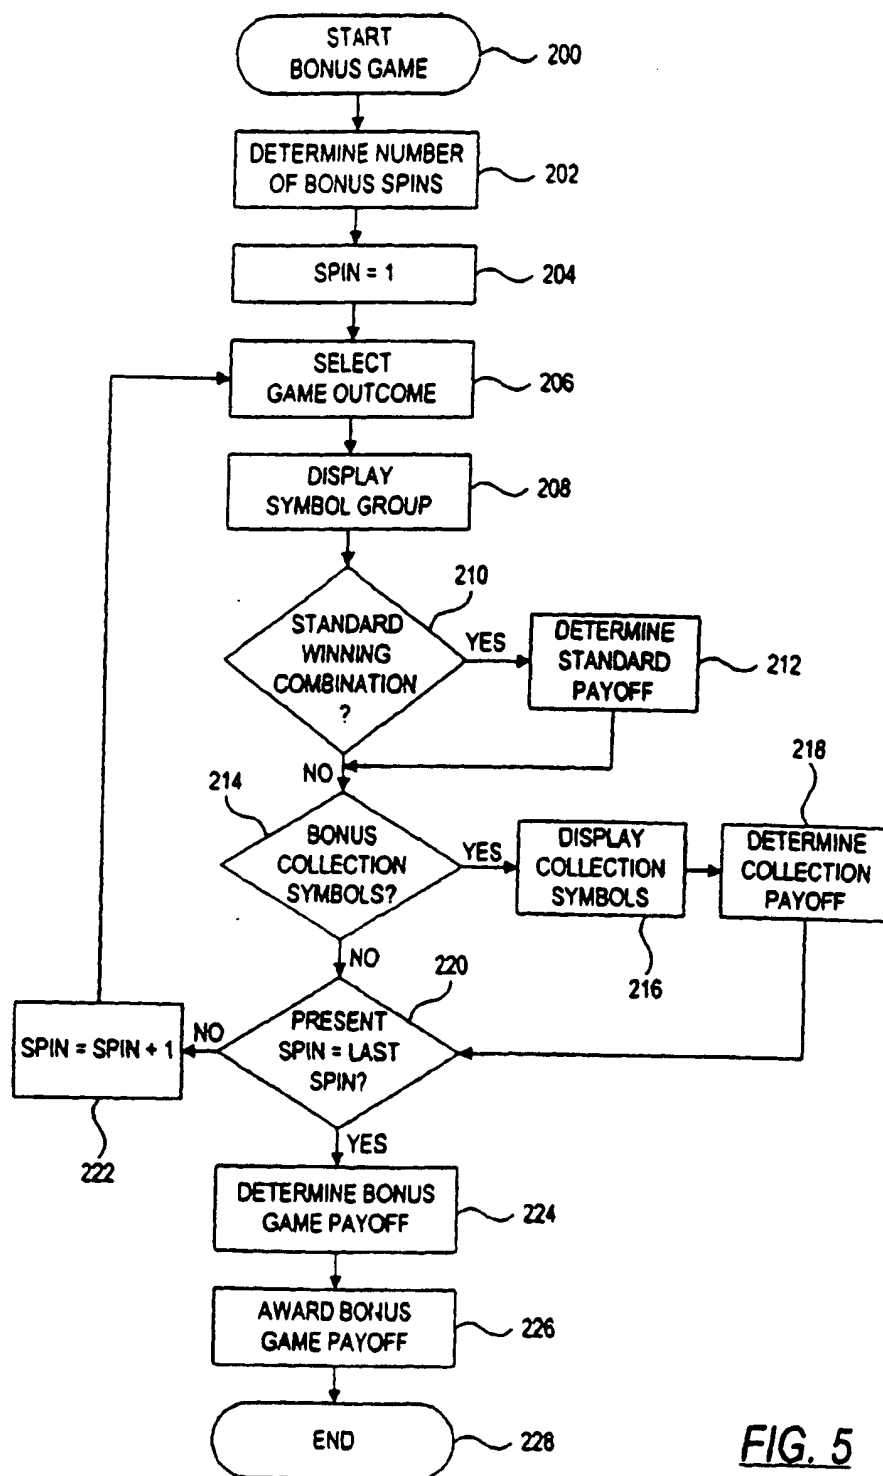 START
BONUS GAME
200
DETERMINE NUMBER
OF BONUS SPINS
202
SPIN = 1
204
SELECT
GAME OUTCOME
206
DISPLAY
SYMBOL GROUP
208
210
STANDARD
WINNING
COMBINATION
?
YES
DETERMINE
STANDARD
PAYOFF
212
NO
214
BONUS
COLLECTION
SYMBOLS?
YES
DISPLAY
COLLECTION
SYMBOLS
216
218
DETERMINE
COLLECTION
PAYOFF
NO
220
PRESENT
SPIN = LAST
SPIN?
NO
SPIN = SPIN + 1
222
YES
DETERMINE BONUS
GAME PAYOFF
224
AWARD BONUS
GAME PAYOFF
226
END
228
FIG. 5